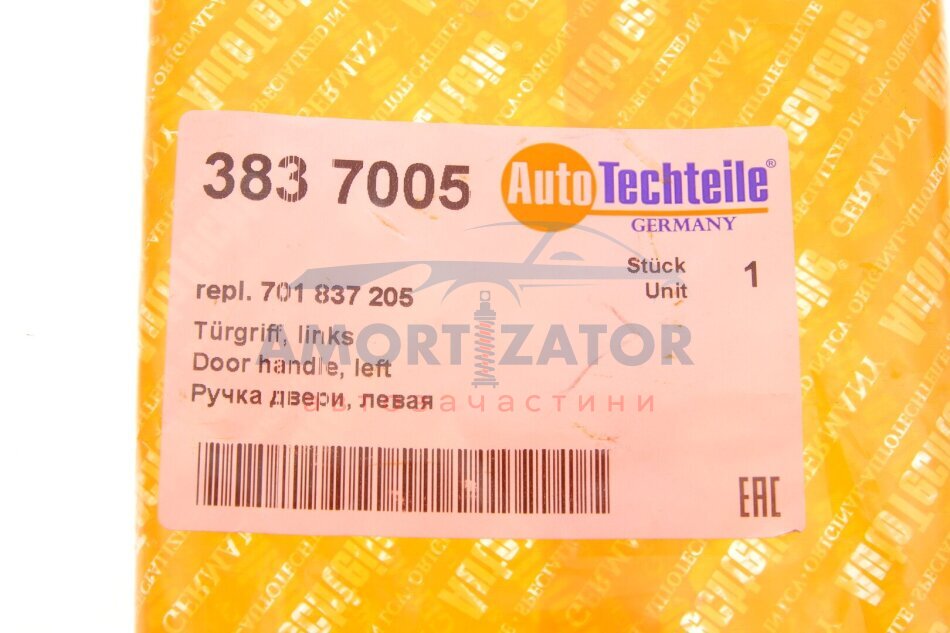 383 7005
AutoTechteile®
GERMANY
Stück
Unit
1
repl. 701 837 205
Türgriff, links
Door handle, left
Ручка двери, левая
EAC
AMORTIZATOR
автозапчастини